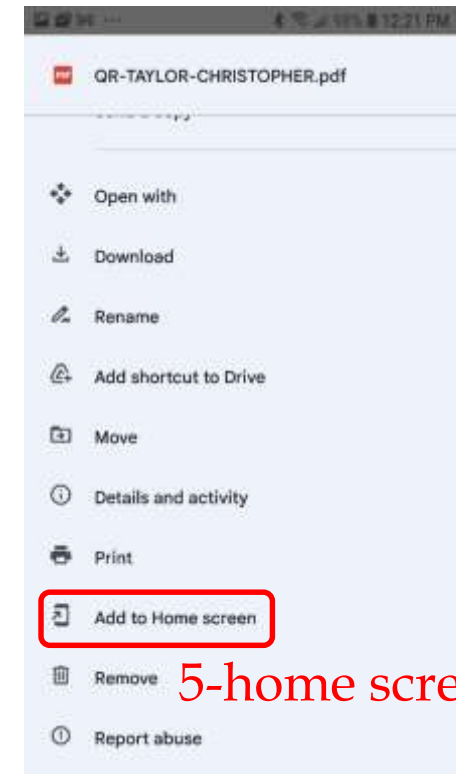 12:21 PM
QR-TAYLOR-CHRISTOPHER.pdf
Open with
Download
Rename
Add shortcut to Drive
Move
Details and activity
Print
Add to Home screen
Remove
5-home scre
Report abuse